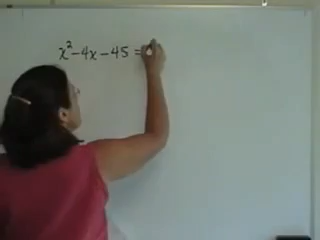 x² - 4x - 45 =